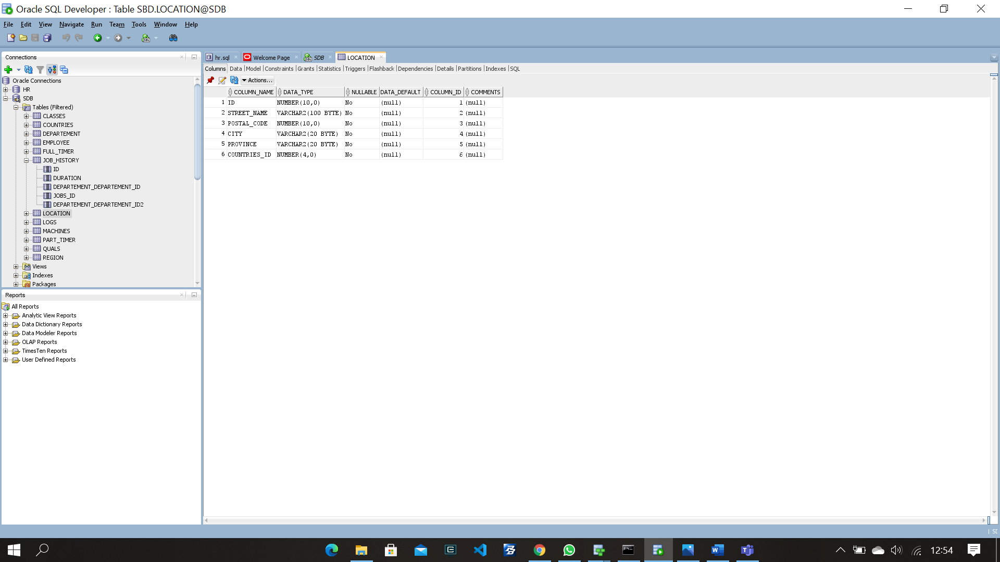 Oracle SQL Developer : Table SBD.LOCATION@SDB
File Edit View Navigate Run Team Tools Window Help
Connections
Oracle Connections
HR
SDB
Tables (Filtered)
CLASSES
COUNTRIES
DEPARTEMENT
EMPLOYEE
FULL_TIMER
JOB_HISTORY
ID
DURATION
DEPARTEMENT_DEPARTEMENT_ID
JOBS_ID
DEPARTEMENT_DEPARTEMENT_ID2
LOCATION
LOGS
MACHINES
PART_TIMER
QUALS
REGION
Views
Indexes
Packages
Reports
All Reports
Analytic View Reports
Data Dictionary Reports
Data Modeler Reports
OLAP Reports
TimesTen Reports
User Defined Reports
hr.sql Welcome Page SDB LOCATION
Columns Data Model Constraints Grants Statistics Triggers Flashback Dependencies Details Partitions Indexes SQL
Actions...
COLUMN_NAME DATA_TYPE NULLABLE DATA_DEFAULT COLUMN_ID COMMENTS
1 ID NUMBER(10,0) No (null) 1 (null)
2 STREET_NAME VARCHAR2(100 BYTE) No (null) 2 (null)
3 POSTAL_CODE NUMBER(10,0) No (null) 3 (null)
4 CITY VARCHAR2(20 BYTE) No (null) 4 (null)
5 PROVINCE VARCHAR2(20 BYTE) No (null) 5 (null)
6 COUNTRIES_ID NUMBER(4,0) No (null) 6 (null)
12:54